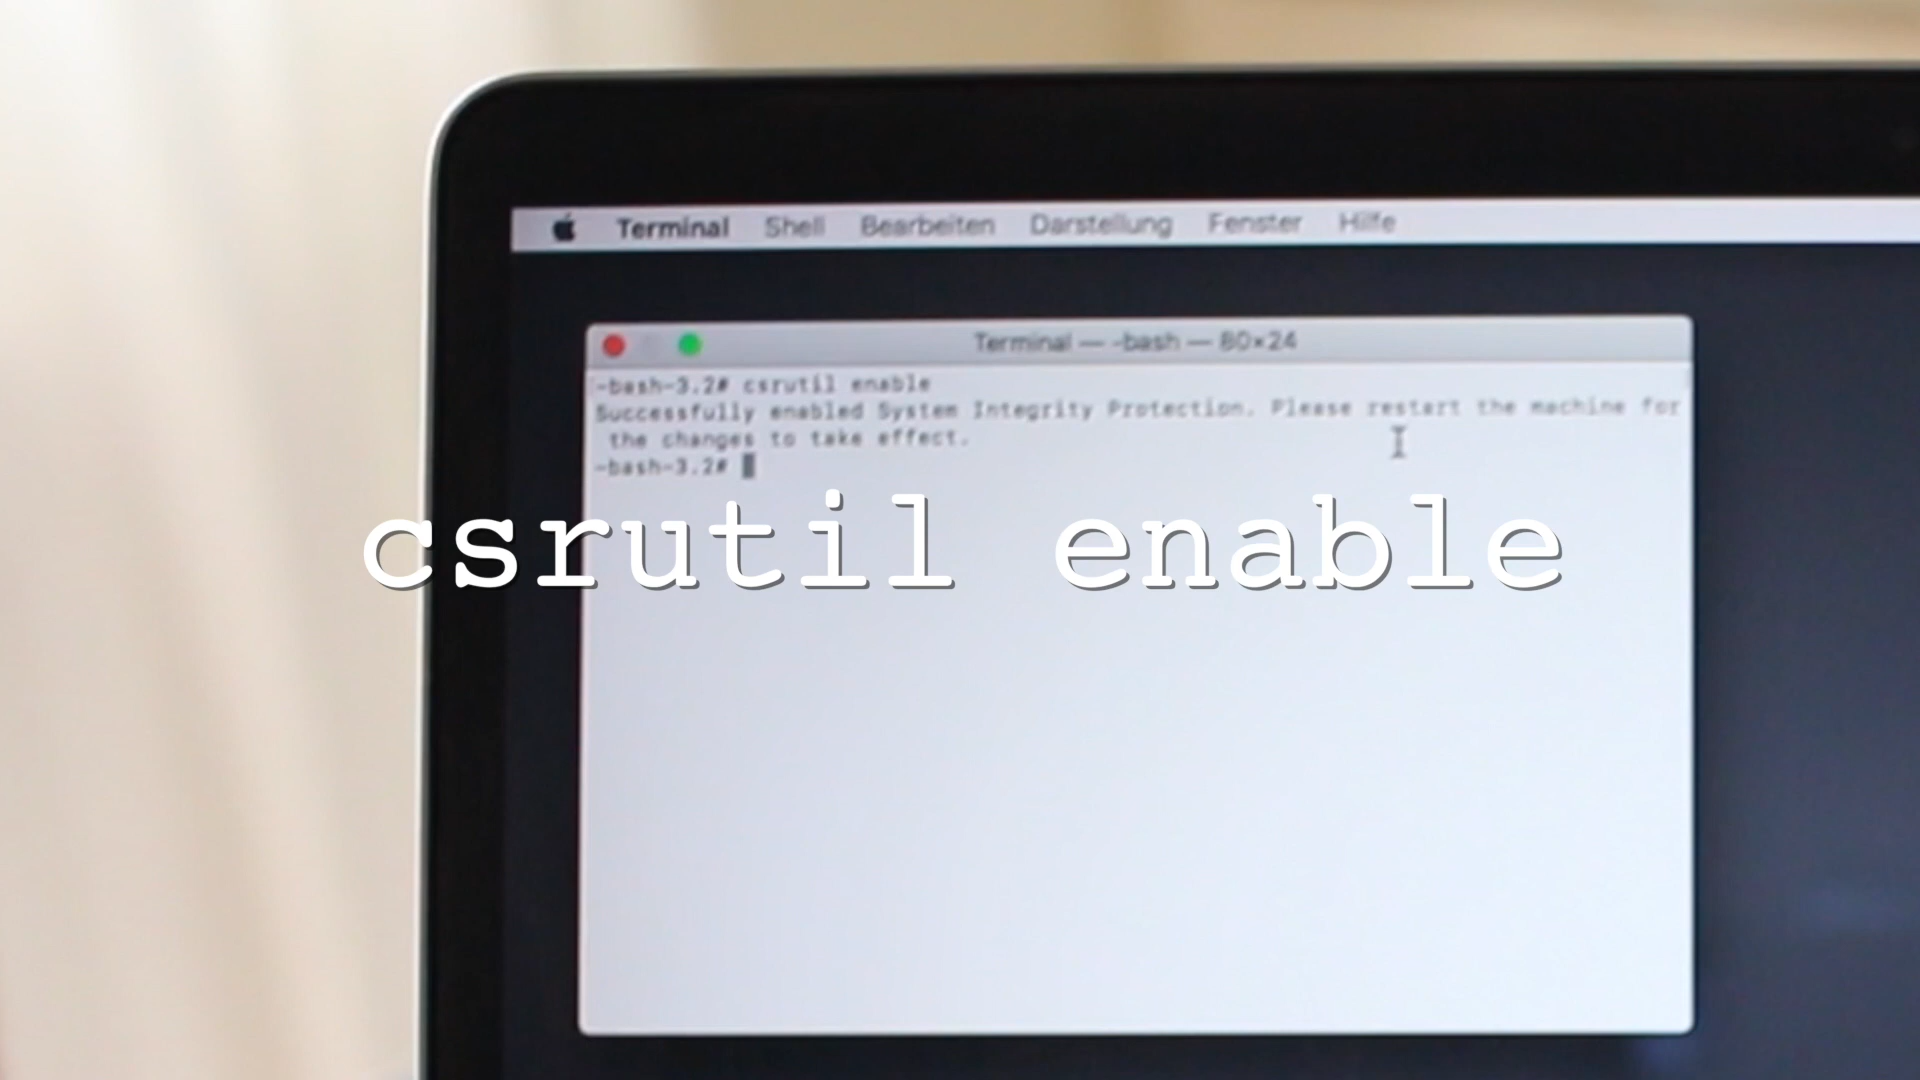 Terminal Shell Bearbeiten Darstellung Fenster Hilfe
Terminal — -bash — 80×24
-bash-3.2# csrutil enable
Successfully enabled System Integrity Protection. Please restart the machine for
the changes to take effect.
-bash-3.2#
csrutil enable